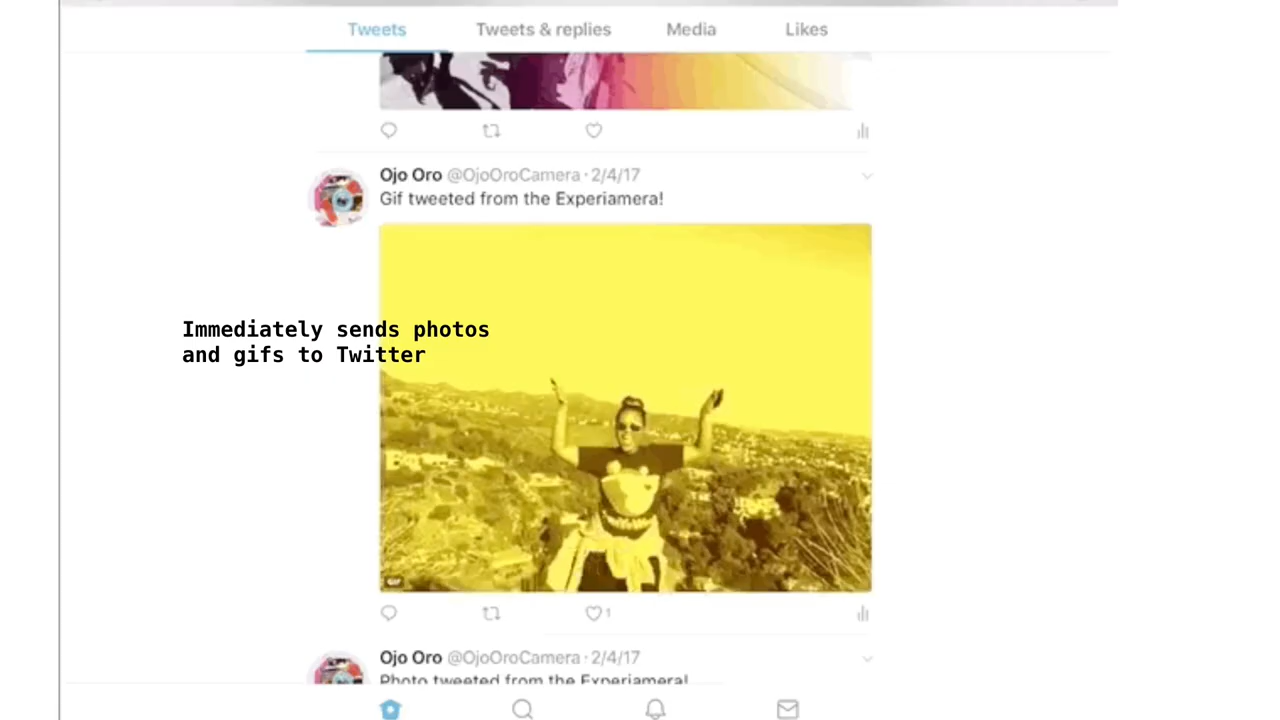 Tweets Tweets & replies Media Likes
Ojo Oro @OjoOroCamera · 2/4/17
Gif tweeted from the Experiamera!
Immediately sends photos
and gifs to Twitter
GIF
1
Ojo Oro @OjoOroCamera · 2/4/17
Photo tweeted from the Experiamera!